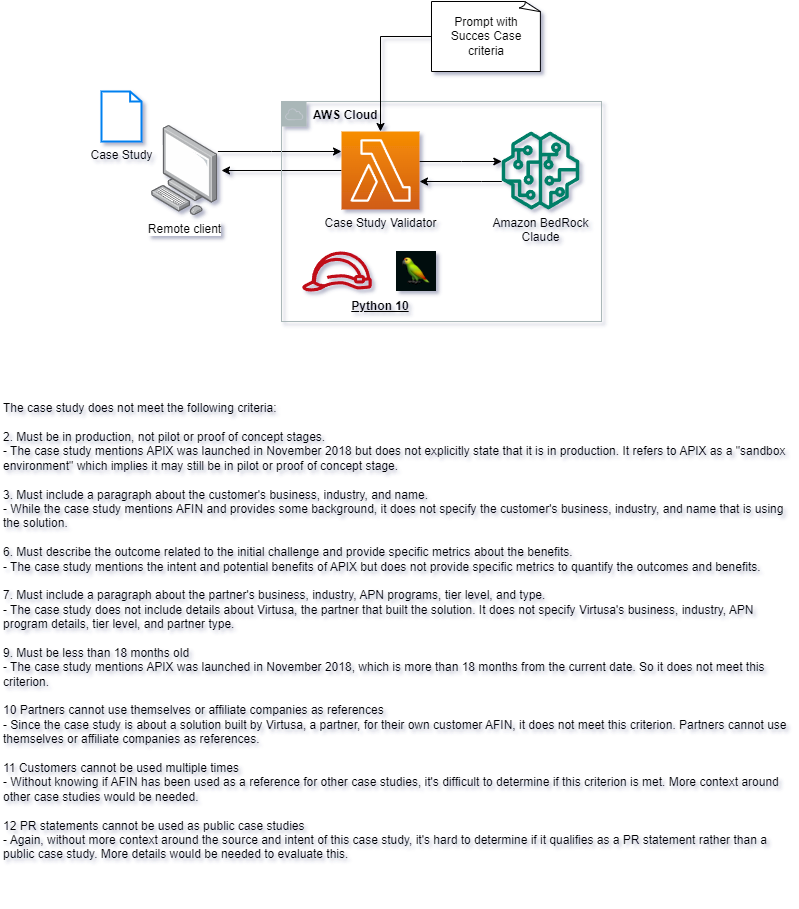 Prompt with
Succes Case
criteria
AWS Cloud
Case Study
Remote client
Case Study Validator
Amazon BedRock
Claude
Python 10
The case study does not meet the following criteria:
2. Must be in production, not pilot or proof of concept stages.
- The case study mentions APIX was launched in November 2018 but does not explicitly state that it is in production. It refers to APIX as a "sandbox
environment" which implies it may still be in pilot or proof of concept stage.
3. Must include a paragraph about the customer's business, industry, and name.
- While the case study mentions AFIN and provides some background, it does not specify the customer's business, industry, and name that is using
the solution.
6. Must describe the outcome related to the initial challenge and provide specific metrics about the benefits.
- The case study mentions the intent and potential benefits of APIX but does not provide specific metrics to quantify the outcomes and benefits.
7. Must include a paragraph about the partner's business, industry, APN programs, tier level, and type.
- The case study does not include details about Virtusa, the partner that built the solution. It does not specify Virtusa's business, industry, APN
program details, tier level, and partner type.
9. Must be less than 18 months old
- The case study mentions APIX was launched in November 2018, which is more than 18 months from the current date. So it does not meet this
criterion.
10 Partners cannot use themselves or affiliate companies as references
- Since the case study is about a solution built by Virtusa, a partner, for their own customer AFIN, it does not meet this criterion. Partners cannot use
themselves or affiliate companies as references.
11 Customers cannot be used multiple times
- Without knowing if AFIN has been used as a reference for other case studies, it's difficult to determine if this criterion is met. More context around
other case studies would be needed.
12 PR statements cannot be used as public case studies
- Again, without more context around the source and intent of this case study, it's hard to determine if it qualifies as a PR statement rather than a
public case study. More details would be needed to evaluate this.